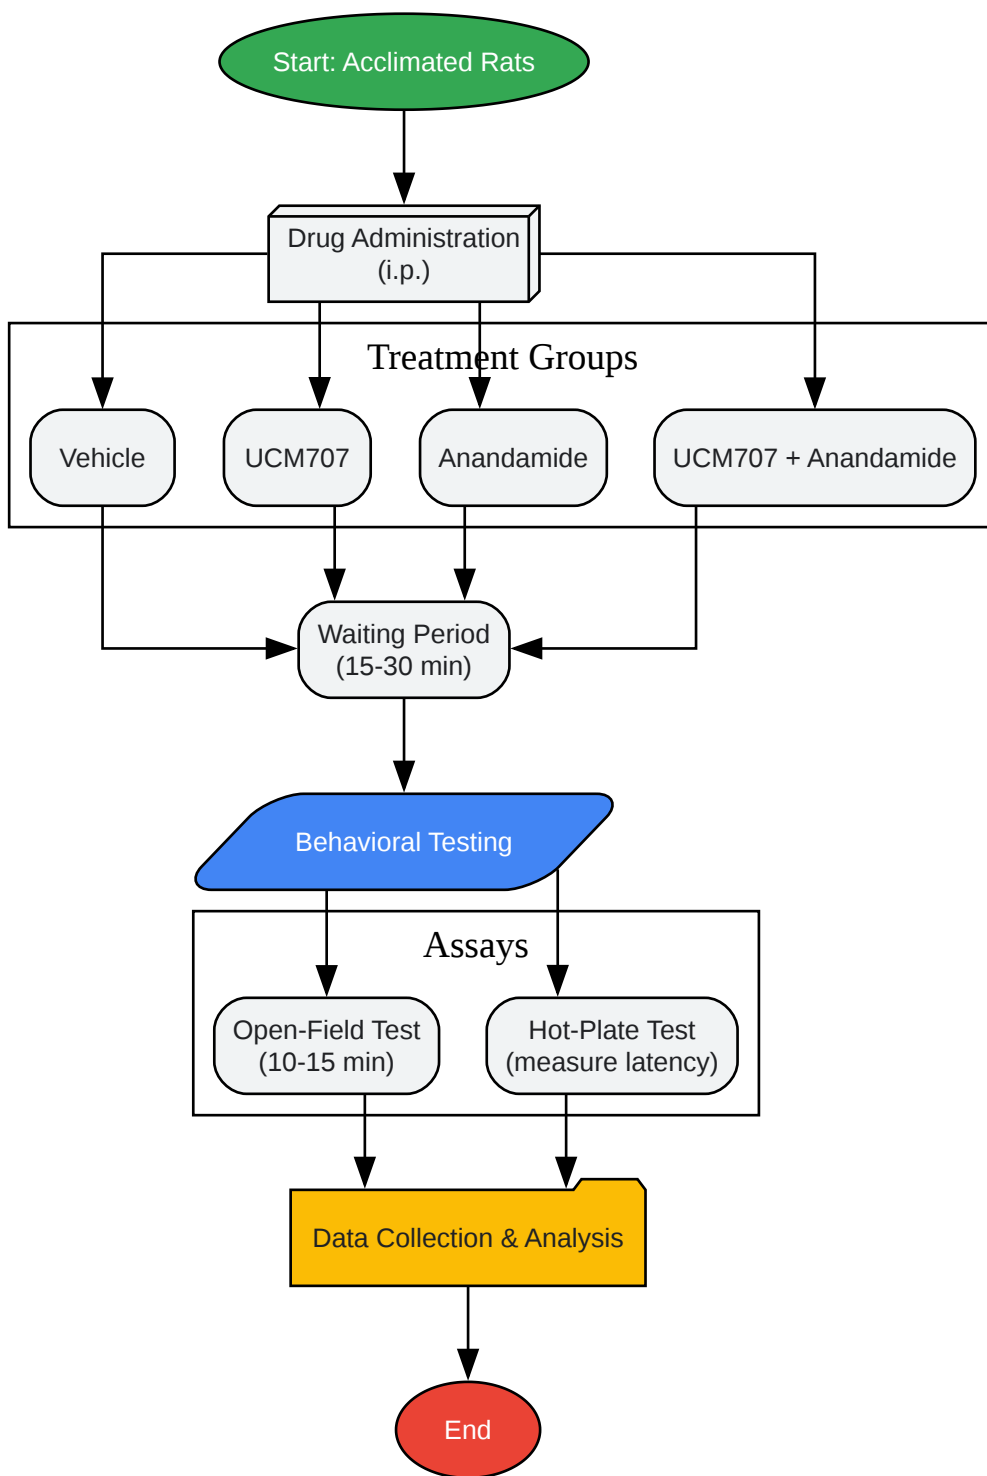 Start: Acclimated Rats
Drug Administration
(i.p.)
Treatment Groups
Vehicle
UCM707
Anandamide
UCM707 + Anandamide
Waiting Period
(15-30 min)
Behavioral Testing
Assays
Open-Field Test
(10-15 min)
Hot-Plate Test
(measure latency)
Data Collection & Analysis
End